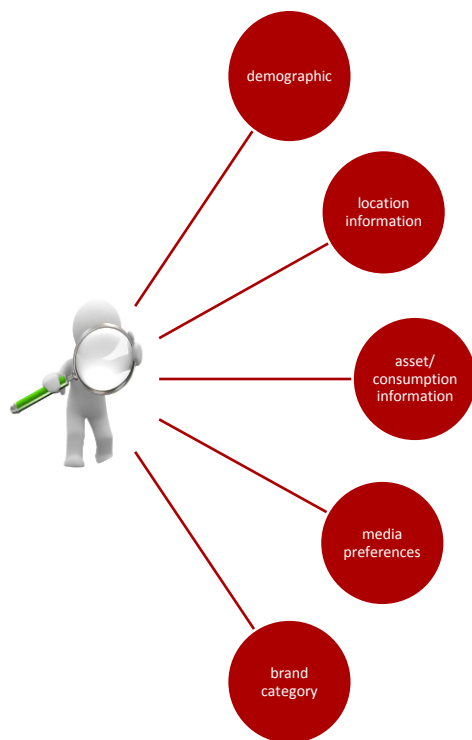 demographic
location
information
asset/
consumption
information
media
preferences
brand
category